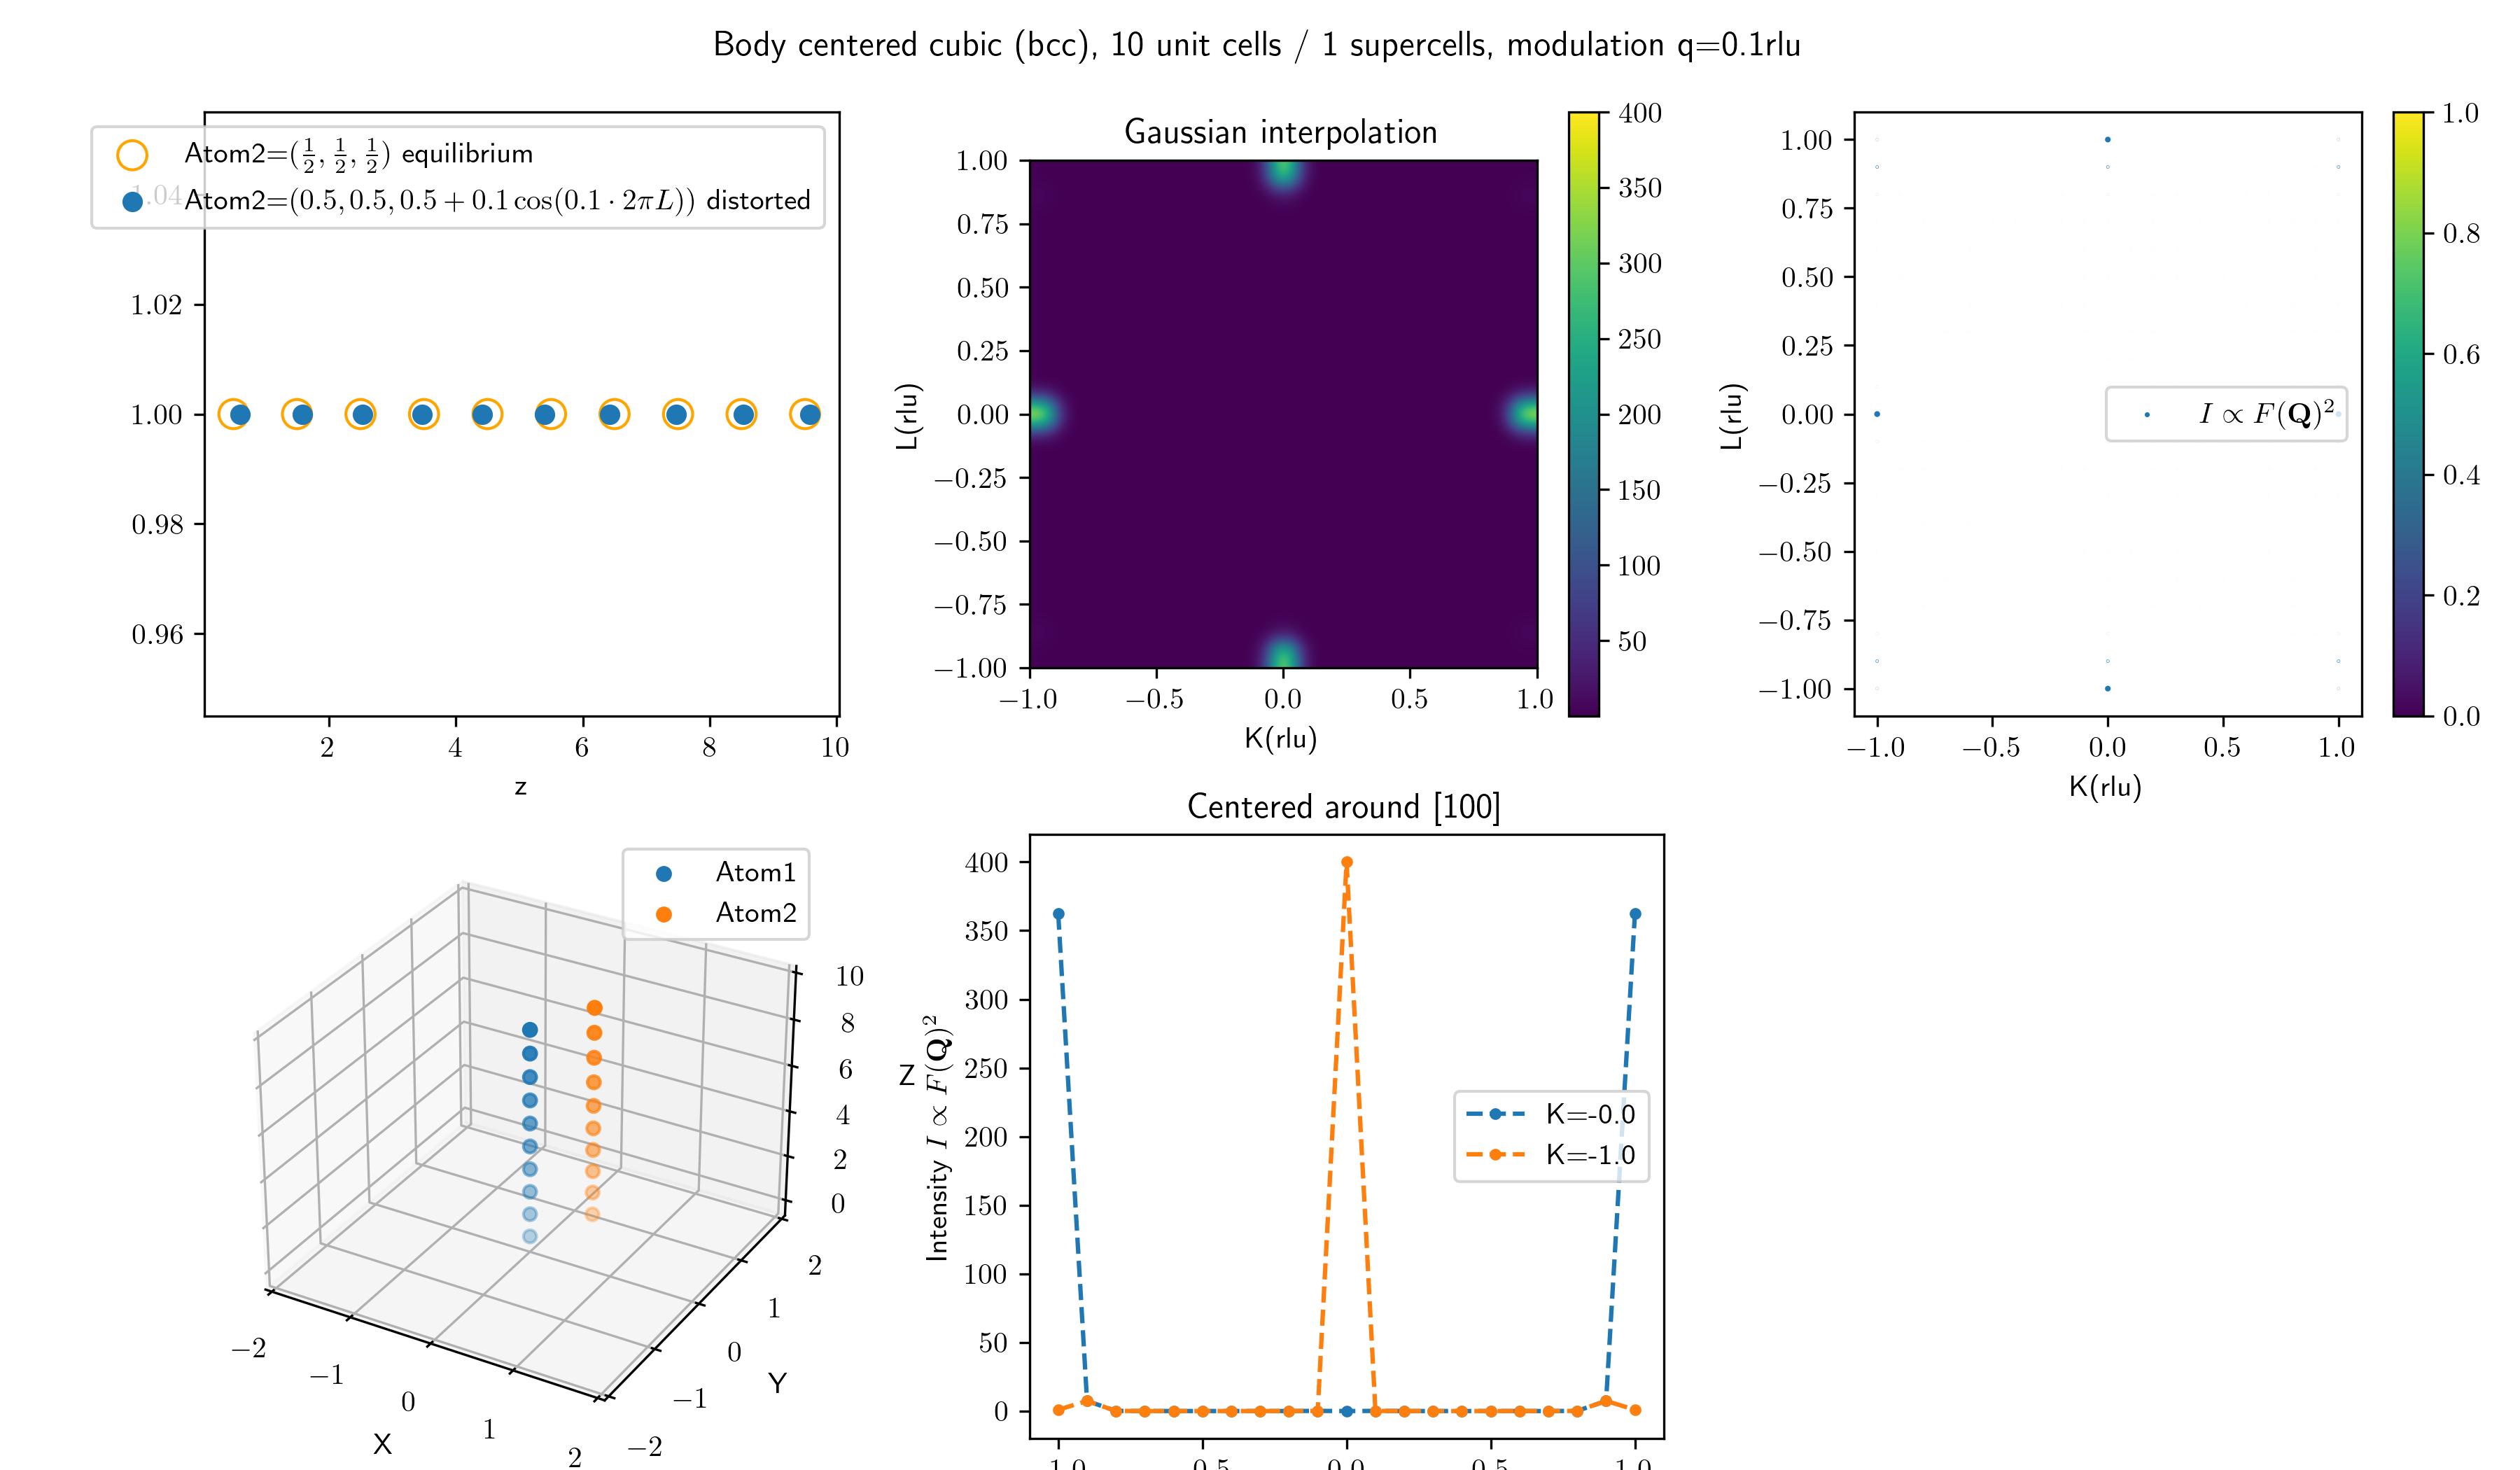 Body centered cubic (bcc), 10 unit cells / 1 supercells, modulation q=0.1rlu
Atom2=(1/2, 1/2, 1/2) equilibrium
Atom2=(0.5, 0.5, 0.5 + 0.1 cos(0.1 · 2πL)) distorted
1.04
1.02
1.00
0.98
0.96
2 4 6 8 10
z
Gaussian interpolation
1.00
0.75
0.50
0.25
0.00
−0.25
−0.50
−0.75
−1.00
L(rlu)
−1.0 −0.5 0.0 0.5 1.0
K(rlu)
400
350
300
250
200
150
100
50
1.00
0.75
0.50
0.25
0.00
−0.25
−0.50
−0.75
−1.00
L(rlu)
I ∝ F(Q)²
−1.0 −0.5 0.0 0.5 1.0
K(rlu)
1.0
0.8
0.6
0.4
0.2
0.0
Atom1
Atom2
10
8
6
4
2
0
Z
2
1
0
−1
−2
Y
−2
−1
0
1
2
X
Centered around [100]
400
350
300
250
200
150
100
50
0
Intensity I ∝ F(Q)²
K=-0.0
K=-1.0